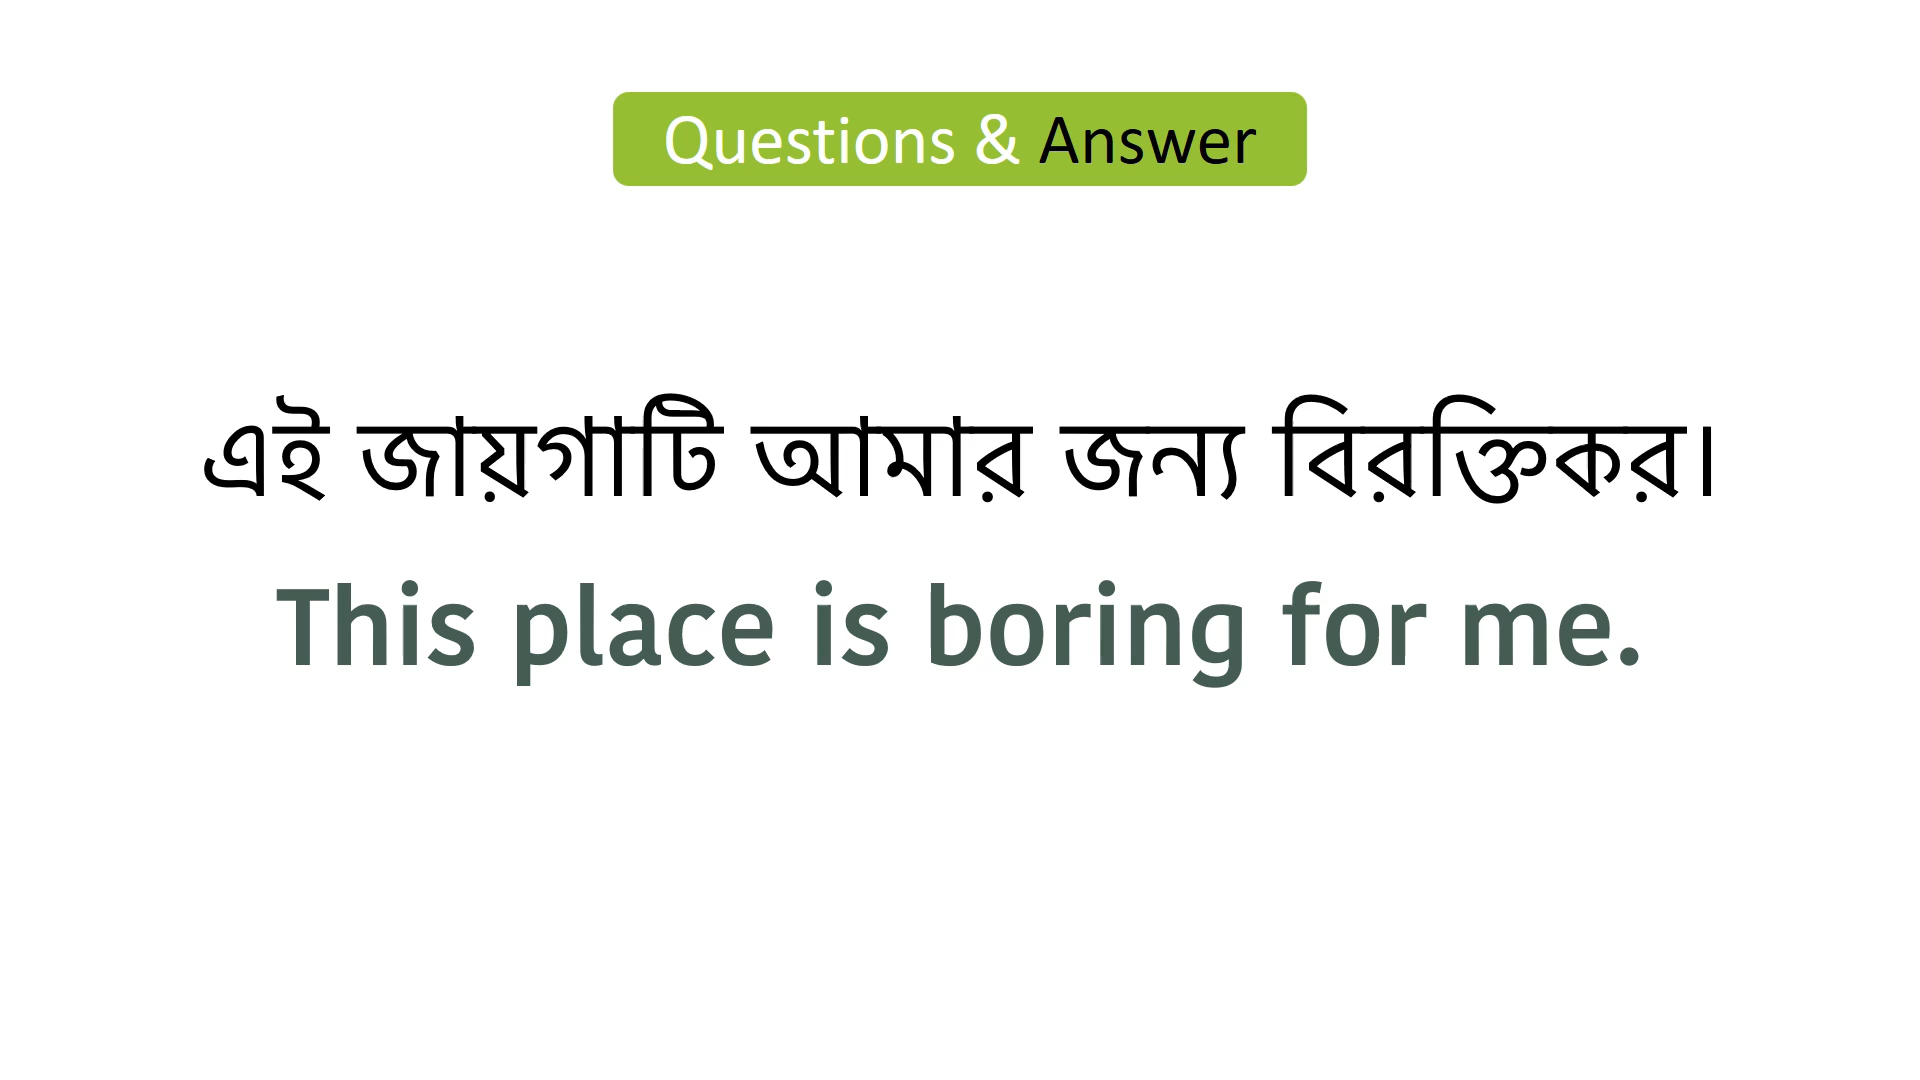 Questions & Answer
এই জায়গাটি আমার জন্য বিরক্তিকর।
This place is boring for me.